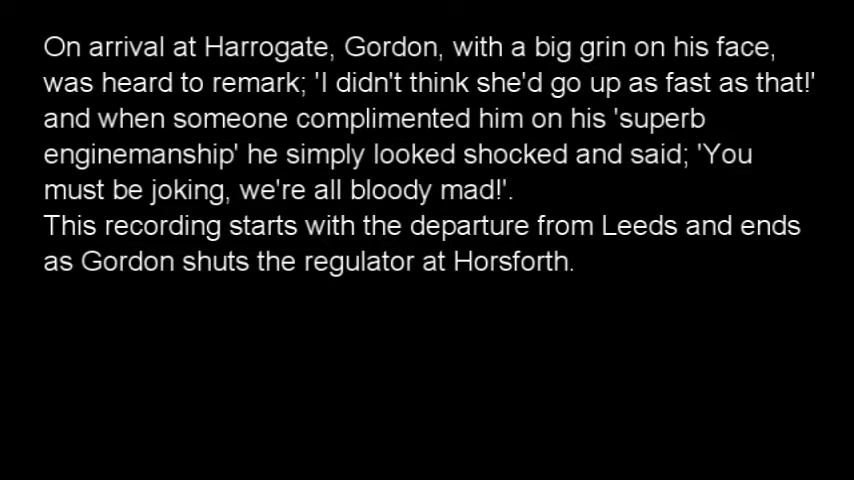 On arrival at Harrogate, Gordon, with a big grin on his face,
was heard to remark; 'I didn't think she'd go up as fast as that!'
and when someone complimented him on his 'superb
enginemanship' he simply looked shocked and said; 'You
must be joking, we're all bloody mad!'.
This recording starts with the departure from Leeds and ends
as Gordon shuts the regulator at Horsforth.